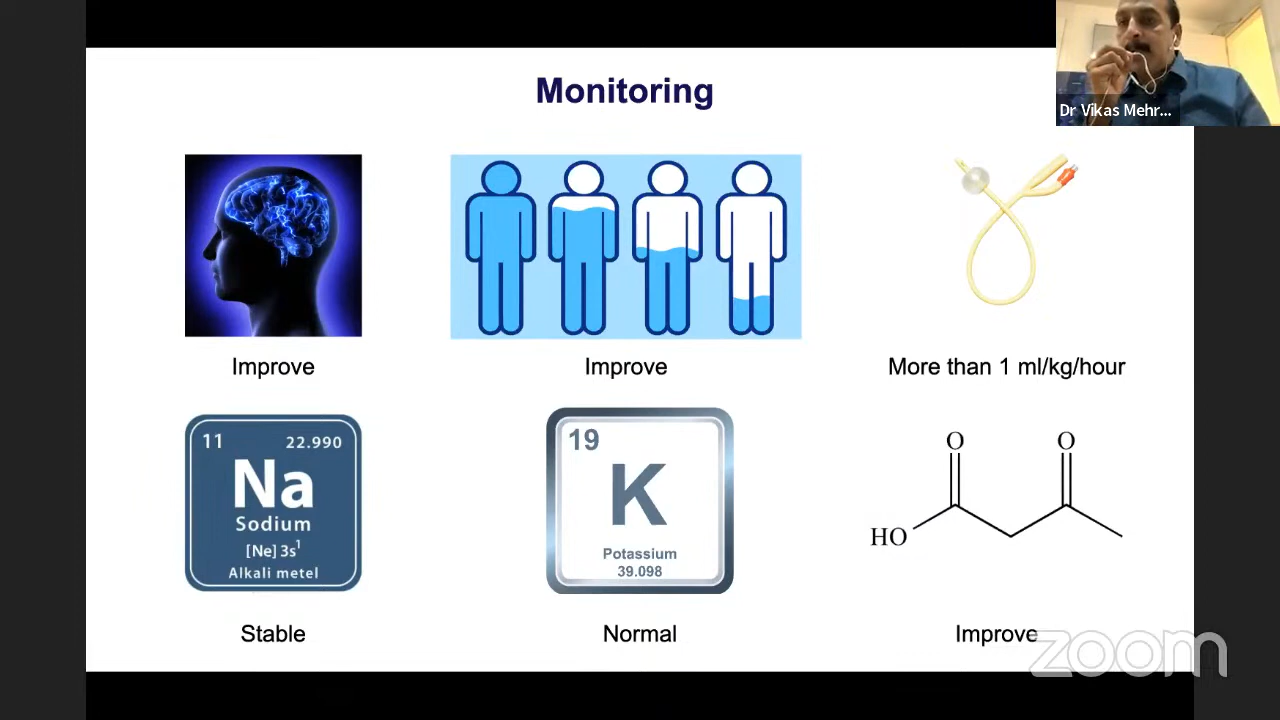 Monitoring
Dr Vikas Mehr...
Improve
Improve
More than 1 ml/kg/hour
11 22.990
Na
Sodium
[Ne] 3s¹
Alkali metel
19
K
Potassium
39.098
O O
HO
Stable
Normal
Improve
zoom